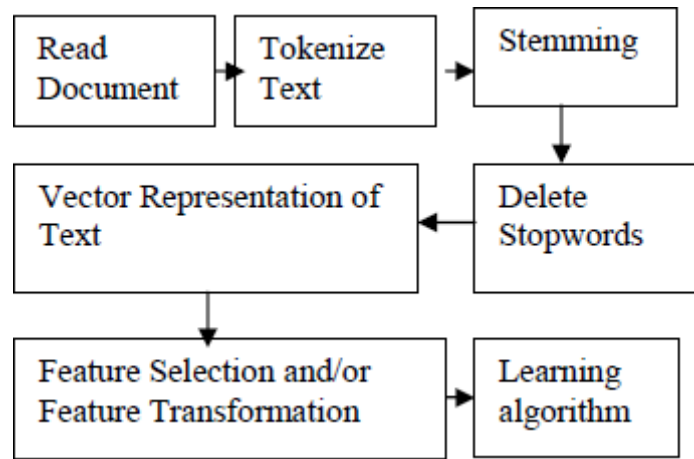 Read
Document
Tokenize
Text
Stemming
Vector Representation of
Text
Delete
Stopwords
Feature Selection and/or
Feature Transformation
Learning
algorithm